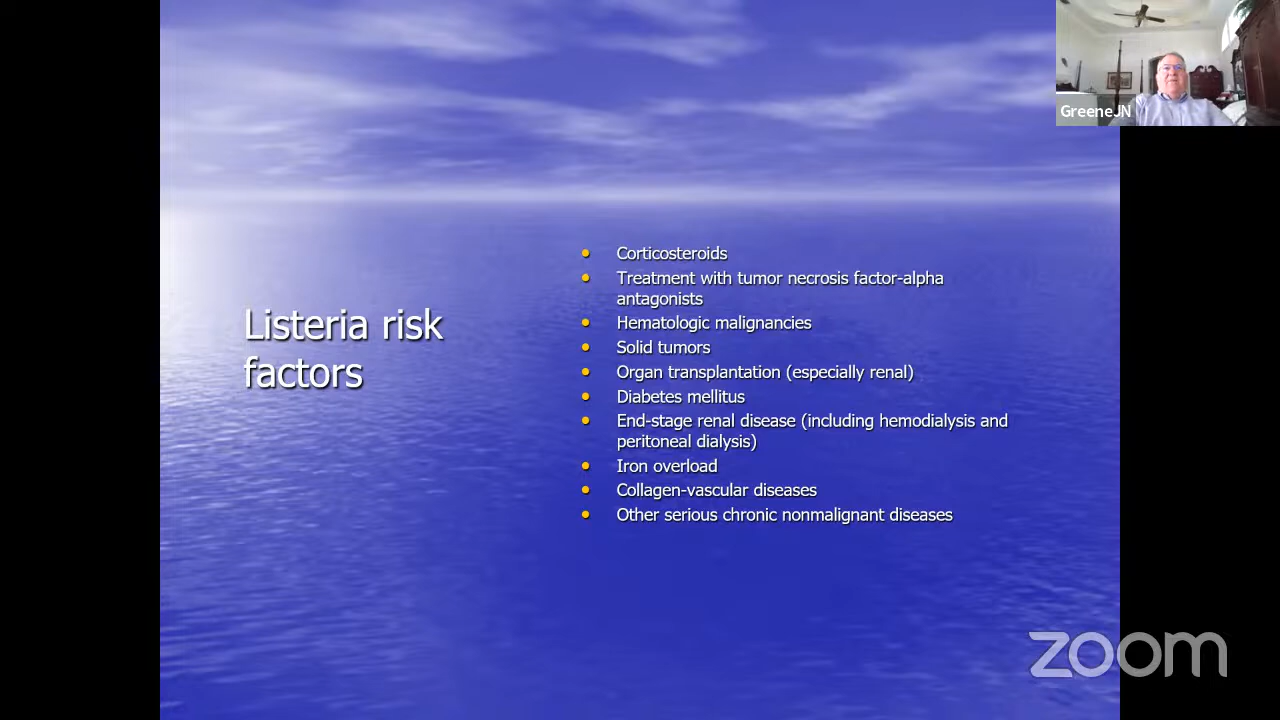 GreeneJN
Listeria risk
factors
• Corticosteroids
• Treatment with tumor necrosis factor-alpha
antagonists
• Hematologic malignancies
• Solid tumors
• Organ transplantation (especially renal)
• Diabetes mellitus
• End-stage renal disease (including hemodialysis and
peritoneal dialysis)
• Iron overload
• Collagen-vascular diseases
• Other serious chronic nonmalignant diseases
zoom